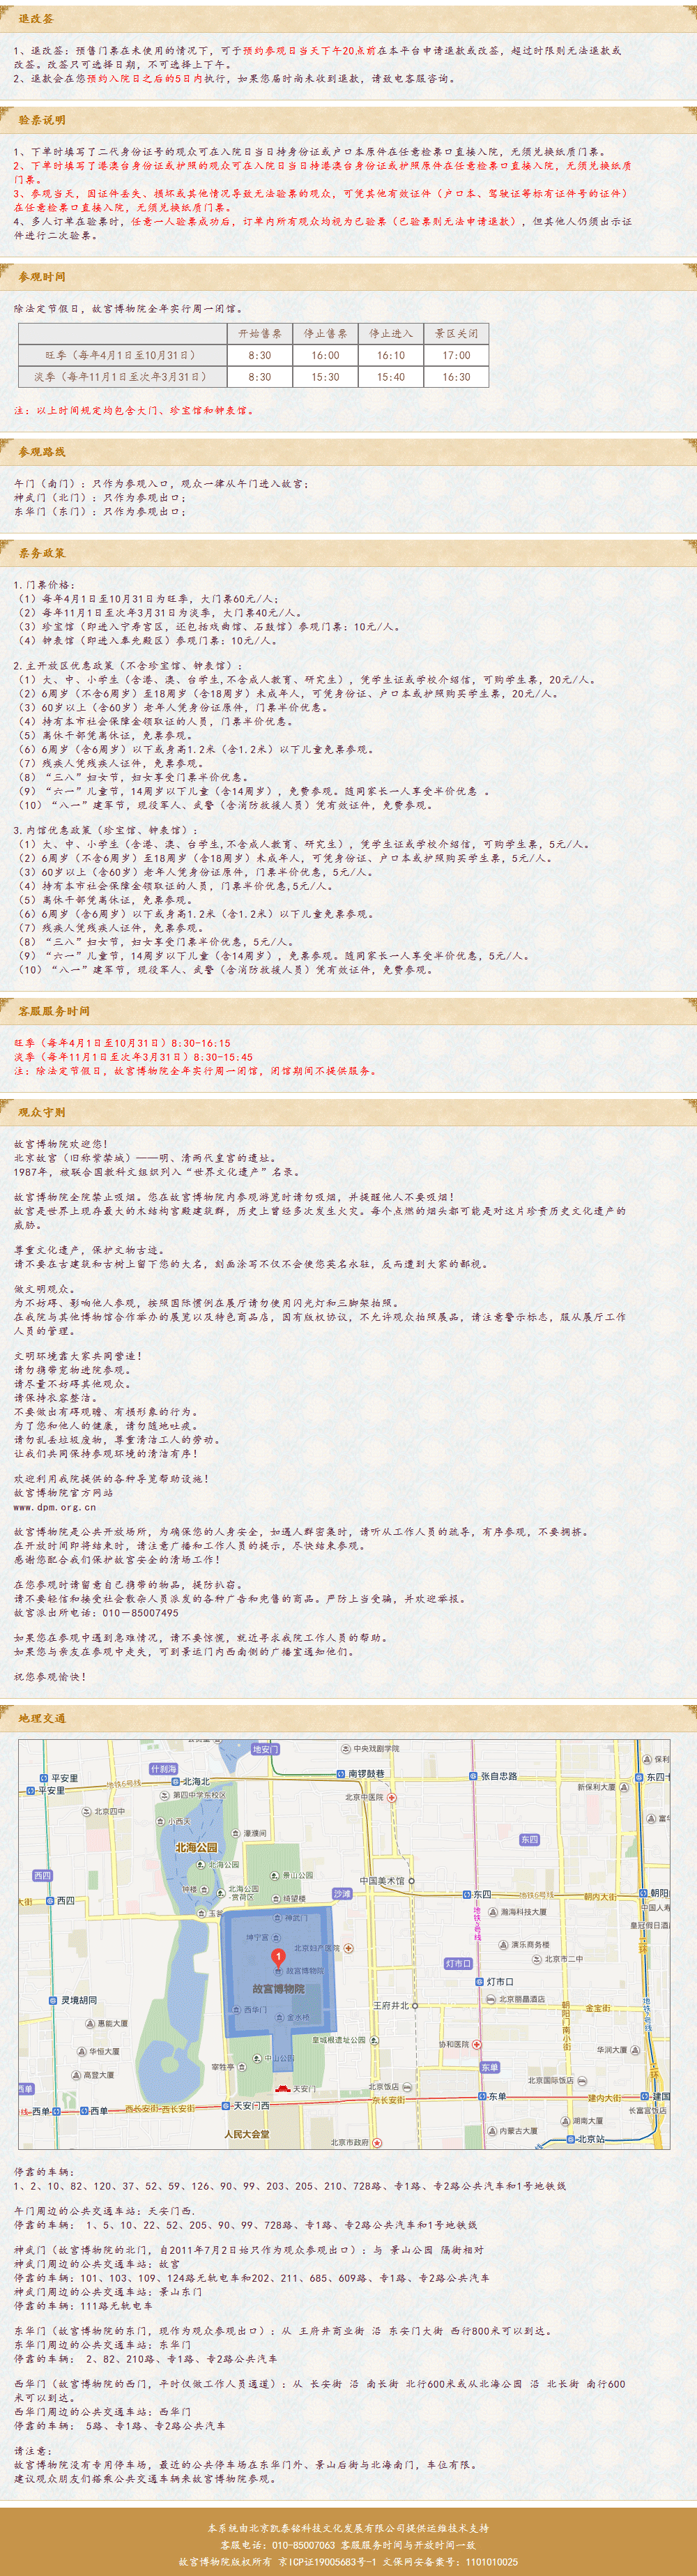 退改签
1、退改签：预售门票在未使用的情况下，可于预约参观日当天下午20点前在本平台申请退款或改签，超过时限则无法退款或
改签。改签只可选择日期，不可选择上下午。
2、退款会在您预约入院日之后的5日内执行，如果您届时尚未收到退款，请致电客服咨询。
验票说明
1、下单时填写了二代身份证号的观众可在入院日当日持身份证或户口本原件在任意检票口直接入院，无须兑换纸质门票。
2、下单时填写了港澳台身份证或护照的观众可在入院日当日持港澳台身份证或护照原件在任意检票口直接入院，无须兑换纸质
门票。
3、参观当天，因证件丢失、损坏或其他情况导致无法验票的观众，可凭其他有效证件（户口本、驾驶证等标有证件号的证件）
在任意检票口直接入院，无须兑换纸质门票。
4、多人订单在验票时，任意一人验票成功后，订单内所有观众均视为已验票（已验票则无法申请退款），但其他人仍须出示证
件进行二次验票。
参观时间
除法定节假日，故宫博物院全年实行周一闭馆。
开始售票 停止售票 停止进入 景区关闭
旺季（每年4月1日至10月31日） 8:30 16:00 16:10 17:00
淡季（每年11月1日至次年3月31日） 8:30 15:30 15:40 16:30
注：以上时间规定均包含大门、珍宝馆和钟表馆。
参观路线
午门（南门）：只作为参观入口，观众一律从午门进入故宫；
神武门（北门）：只作为参观出口；
东华门（东门）：只作为参观出口；
票务政策
1.门票价格：
（1）每年4月1日至10月31日为旺季，大门票60元/人；
（2）每年11月1日至次年3月31日为淡季，大门票40元/人。
（3）珍宝馆（即进入宁寿宫区，还包括戏曲馆、石鼓馆）参观门票：10元/人。
（4）钟表馆（即进入奉先殿区）参观门票：10元/人。
2.主开放区优惠政策（不含珍宝馆、钟表馆）：
（1）大、中、小学生（含港、澳、台学生,不含成人教育、研究生），凭学生证或学校介绍信，可购学生票，20元/人。
（2）6周岁（不含6周岁）至18周岁（含18周岁）未成年人，可凭身份证、户口本或护照购买学生票，20元/人。
（3）60岁以上（含60岁）老年人凭身份证原件，门票半价优惠。
（4）持有本市社会保障金领取证的人员，门票半价优惠。
（5）离休干部凭离休证，免票参观。
（6）6周岁（含6周岁）以下或身高1.2米（含1.2米）以下儿童免票参观。
（7）残疾人凭残疾人证件，免票参观。
（8）“三八”妇女节，妇女享受门票半价优惠。
（9）“六一”儿童节，14周岁以下儿童（含14周岁），免票参观。随同家长一人享受半价优惠 。
（10）“八一”建军节，现役军人、武警（含消防救援人员）凭有效证件，免票参观。
3.内馆优惠政策（珍宝馆、钟表馆）：
（1）大、中、小学生（含港、澳、台学生,不含成人教育、研究生），凭学生证或学校介绍信，可购学生票，5元/人。
（2）6周岁（不含6周岁）至18周岁（含18周岁）未成年人，可凭身份证、户口本或护照购买学生票，5元/人。
（3）60岁以上（含60岁）老年人凭身份证原件，门票半价优惠，5元/人。
（4）持有本市社会保障金领取证的人员，门票半价优惠,5元/人。
（5）离休干部凭离休证，免票参观。
（6）6周岁（含6周岁）以下或身高1.2米（含1.2米）以下儿童免票参观。
（7）残疾人凭残疾人证件，免票参观。
（8）“三八”妇女节，妇女享受门票半价优惠，5元/人。
（9）“六一”儿童节，14周岁以下儿童（含14周岁），免票参观。随同家长一人享受半价优惠，5元/人。
（10）“八一”建军节，现役军人、武警（含消防救援人员）凭有效证件，免票参观。
客服服务时间
旺季（每年4月1日至10月31日）8:30-16:15
淡季（每年11月1日至次年3月31日）8:30-15:45
注：除法定节假日，故宫博物院全年实行周一闭馆，闭馆期间不提供服务。
观众守则
故宫博物院欢迎您！
北京故宫（旧称紫禁城）——明、清两代皇宫的遗址。
1987年，被联合国教科文组织列入“世界文化遗产”名录。
故宫博物院全院禁止吸烟。您在故宫博物院内参观游览时请勿吸烟，并提醒他人不要吸烟！
故宫是世界上现存最大的木结构宫殿建筑群，历史上曾经多次发生火灾。每个点燃的烟头都可能是对这片珍贵历史文化遗产的
威胁。
尊重文化遗产，保护文物古迹。
请不要在古建筑和古树上留下您的大名，刻画涂写不仅不会使您英名永驻，反而遭到大家的鄙视。
做文明观众。
为不妨碍、影响他人参观，按照国际惯例在展厅请勿使用闪光灯和三脚架拍照。
在我院与其他博物馆合作举办的展览以及特色商品店，因有版权协议，不允许观众拍照展品，请注意警示标志，服从展厅工作
人员的管理。
文明环境靠大家共同营造！
请勿携带宠物进院参观。
请尽量不妨碍其他观众。
请保持衣容整洁。
不要做出有碍观瞻、有损形象的行为。
为了您和他人的健康，请勿随地吐痰。
请勿乱丢垃圾废物，尊重清洁工人的劳动。
让我们共同保持参观环境的清洁有序！
欢迎利用我院提供的各种导览帮助设施！
故宫博物院官方网站
www.dpm.org.cn
故宫博物院是公共开放场所，为确保您的人身安全，如遇人群密集时，请听从工作人员的疏导，有序参观，不要拥挤。
在开放时间即将结束时，请注意广播和工作人员的提示，尽快结束参观。
感谢您配合我们保护故宫安全的清场工作！
在您参观时请留意自己携带的物品，提防扒窃。
请不要轻信和接受社会散杂人员派发的各种广告和兜售的商品。严防上当受骗，并欢迎举报。
故宫派出所电话：010－85007495
如果您在参观中遇到急难情况，请不要惊慌，就近寻求我院工作人员的帮助。
如果您与亲友在参观中走失，可到景运门内西南侧的广播室通知他们。
祝您参观愉快！
地理交通
地安门 中央戏剧学院
什刹海
平安里 平安里 地铁6号线 北海北 南锣鼓巷 张自忠路 东四十
保利
第四中学东校区 北京中医院 新保利大厦
北京四中 小西天 富华
濠濮间 东四
北海公园
北海公园 景山公园
西四 中国美术馆
钟楼 北海公园-赏荷区 绮望楼 沙滩
西四 东四 地铁6号线 朝内大街 朝阳
玉瓮 神武门 地铁5号线 瀚海科技大厦 中国人寿
皇冠假日酒店
坤宁宫 北京妇产医院 演乐商务楼 二环
北京市二中
1 故宫博物院 灯市口
故宫博物院 灯市口
灵境胡同 王府井北 北京丽晶酒店
西华门 金水桥 朝阳门南小街 金宝街 地铁2号线
惠能大厦
皇城根遗址公园
华恒大厦 中山公园 协和医院 华润大厦
宰牲亭 东单
高登大厦 北京国际饭店 二环
西单 天安门 北京饭店
东单 建内大街 建国
西单 西单 西长安街 西长安街 天安门西 东长安街
长富宫饭店
湖南大厦
人民大会堂 内蒙古大厦
北京市政府 北京站
停靠的车辆：
1、2、10、82、120、37、52、59、126、90、99、203、205、210、728路、专1路、专2路公共汽车和1号地铁线
午门周边的公共交通车站：天安门西.
停靠的车辆： 1、5、10、22、52、205、90、99、728路、专1路、专2路公共汽车和1号地铁线
神武门（故宫博物院的北门，自2011年7月2日始只作为观众参观出口）：与 景山公园 隔街相对
神武门周边的公共交通车站：故宫
停靠的车辆：101、103、109、124路无轨电车和202、211、685、609路、专1路、专2路公共汽车
神武门周边的公共交通车站：景山东门
停靠的车辆：111路无轨电车
东华门（故宫博物院的东门，现作为观众参观出口）：从 王府井商业街 沿 东安门大街 西行800米可以到达。
东华门周边的公共交通车站：东华门
停靠的车辆： 2、82、210路、专1路、专2路公共汽车
西华门（故宫博物院的西门，平时仅做工作人员通道）：从 长安街 沿 南长街 北行600米或从北海公园 沿 北长街 南行600
米可以到达。
西华门周边的公共交通车站：西华门
停靠的车辆： 5路、专1路、专2路公共汽车
请注意：
故宫博物院没有专用停车场，最近的公共停车场在东华门外、景山后街与北海南门，车位有限。
建议观众朋友们搭乘公共交通车辆来故宫博物院参观。
本系统由北京凯泰铭科技文化发展有限公司提供运维技术支持
客服电话：010-85007063 客服服务时间与开放时间一致
故宫博物院版权所有 京ICP证19005683号-1 文保网安备案号：1101010025